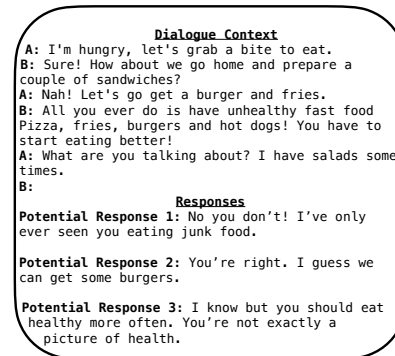 Dialogue Context
A: I'm hungry, let's grab a bite to eat.
B: Sure! How about we go home and prepare a
couple of sandwiches?
A: Nah! Let's go get a burger and fries.
B: All you ever do is have unhealthy fast food
Pizza, fries, burgers and hot dogs! You have to
start eating better!
A: What are you talking about? I have salads some
times.
B:
Responses
Potential Response 1: No you don’t! I’ve only
ever seen you eating junk food.
Potential Response 2: You’re right. I guess we
can get some burgers.
Potential Response 3: I know but you should eat
healthy more often. You’re not exactly a
picture of health.